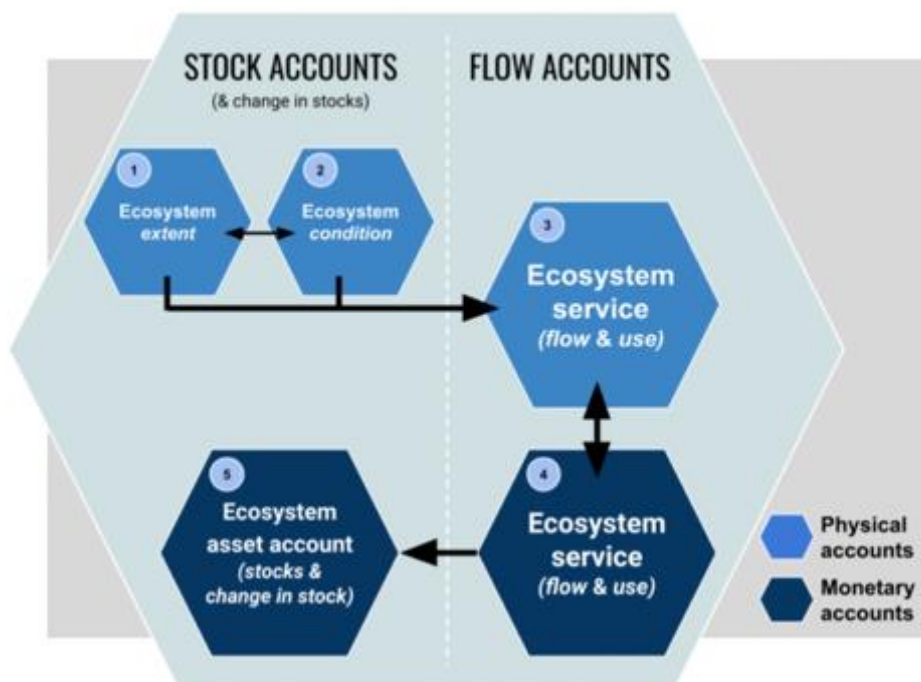 STOCK ACCOUNTS
(& change in stocks)
FLOW ACCOUNTS
1
Ecosystem
extent
2
Ecosystem
condition
3
Ecosystem
service
(flow & use)
5
Ecosystem
asset account
(stocks &
change in stock)
4
Ecosystem
service
(flow & use)
Physical
accounts
Monetary
accounts